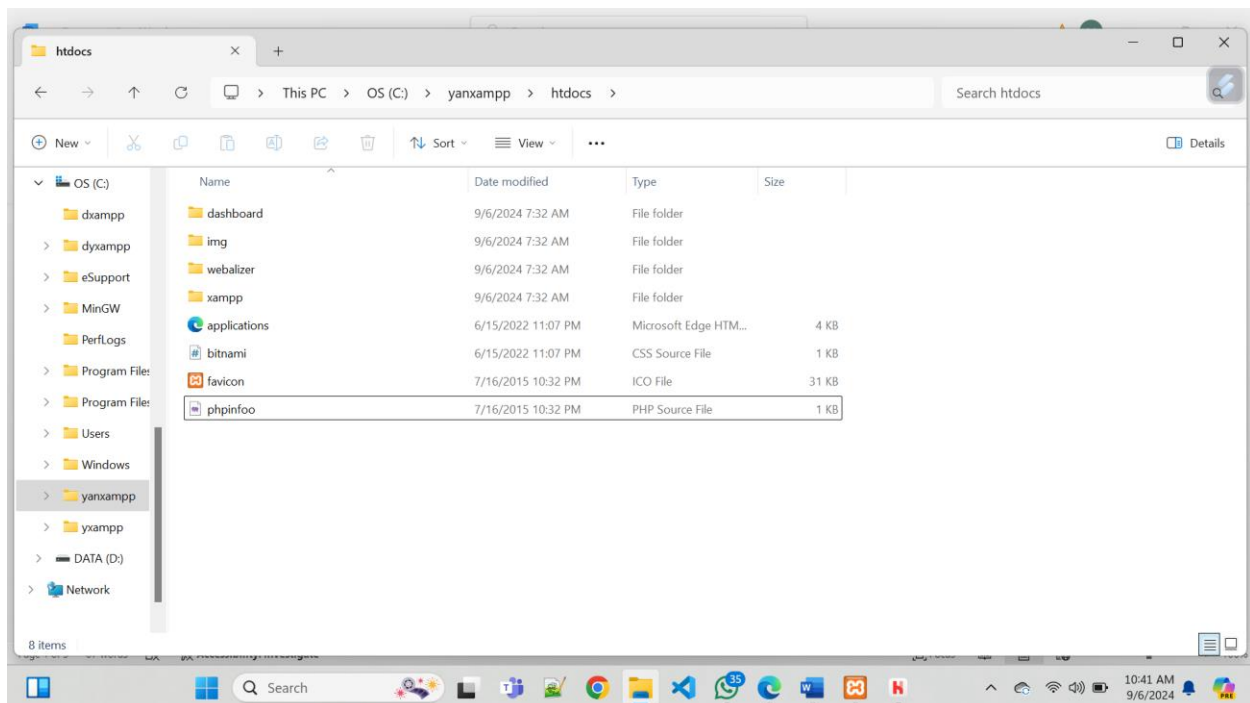 htdocs
This PC > OS (C:) > yanxampp > htdocs >
Search htdocs
New
Sort
View
Details
Name Date modified Type Size
dashboard 9/6/2024 7:32 AM File folder
img 9/6/2024 7:32 AM File folder
webalizer 9/6/2024 7:32 AM File folder
xampp 9/6/2024 7:32 AM File folder
applications 6/15/2022 11:07 PM Microsoft Edge HTM... 4 KB
bitnami 6/15/2022 11:07 PM CSS Source File 1 KB
favicon 7/16/2015 10:32 PM ICO File 31 KB
phpinfoo 7/16/2015 10:32 PM PHP Source File 1 KB
OS (C:)
dxampp
dyxampp
eSupport
MinGW
PerfLogs
Program Files
Program Files
Users
Windows
yanxampp
yxampp
DATA (D:)
Network
8 items
Search
35
10:41 AM
9/6/2024
PRE